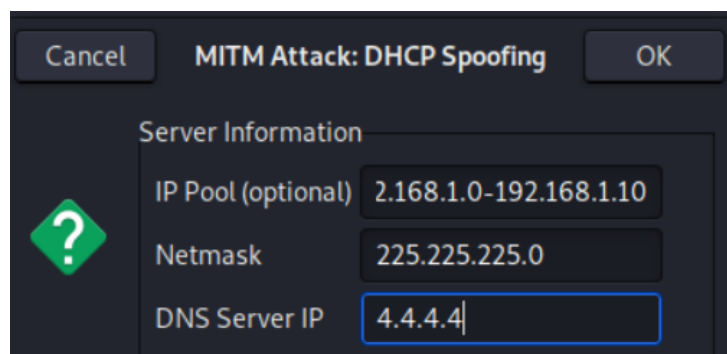 Cancel MITM Attack: DHCP Spoofing OK
Server Information
IP Pool (optional) 2.168.1.0-192.168.1.10
Netmask 225.225.225.0
DNS Server IP 4.4.4.4